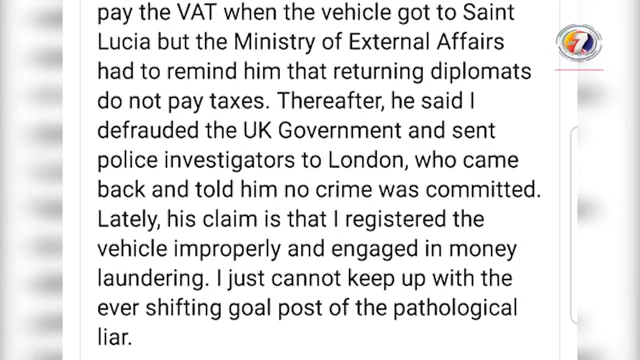 pay the VAT when the vehicle got to Saint
Lucia but the Ministry of External Affairs
had to remind him that returning diplomats
do not pay taxes. Thereafter, he said I
defrauded the UK Government and sent
police investigators to London, who came
back and told him no crime was committed.
Lately, his claim is that I registered the
vehicle improperly and engaged in money
laundering. I just cannot keep up with the
ever shifting goal post of the pathological
liar.
7